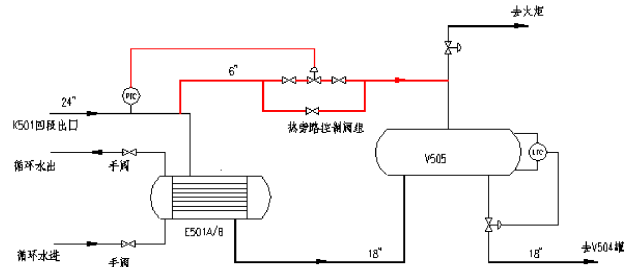 去火炬
6"
PIC
24"
K501四段出口
热旁路控制阀组
循环水出
手阀
V505
LIC
E501A/B
循环水进
手阀
18"
18"
去V504罐